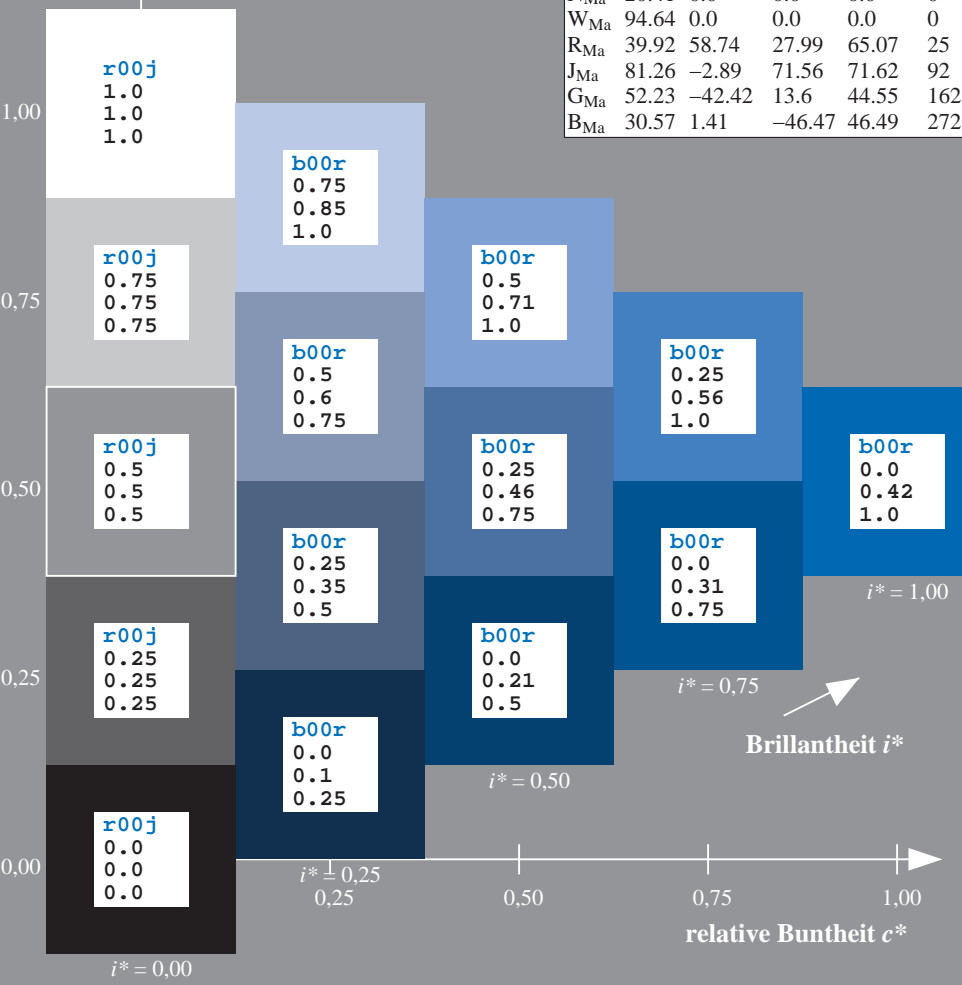 W_Ma 94.64 0.0 0.0 0.0 0
R_Ma 39.92 58.74 27.99 65.07 25
J_Ma 81.26 −2.89 71.56 71.62 92
G_Ma 52.23 −42.42 13.6 44.55 162
B_Ma 30.57 1.41 −46.47 46.49 272
r00j
1.0
1.0
1.0
1,00
b00r
0.75
0.85
1.0
r00j
0.75
0.75
0.75
b00r
0.5
0.71
1.0
0,75
b00r
0.5
0.6
0.75
b00r
0.25
0.56
1.0
r00j
0.5
0.5
0.5
b00r
0.25
0.46
0.75
b00r
0.0
0.42
1.0
0,50
b00r
0.25
0.35
0.5
b00r
0.0
0.31
0.75
i* = 1,00
r00j
0.25
0.25
0.25
b00r
0.0
0.21
0.5
0,25
i* = 0,75
b00r
0.0
0.1
0.25
Brillantheit i*
i* = 0,50
r00j
0.0
0.0
0.0
0,00
i* = 0,25
0,25 0,50 0,75 1,00
relative Buntheit c*
i* = 0,00